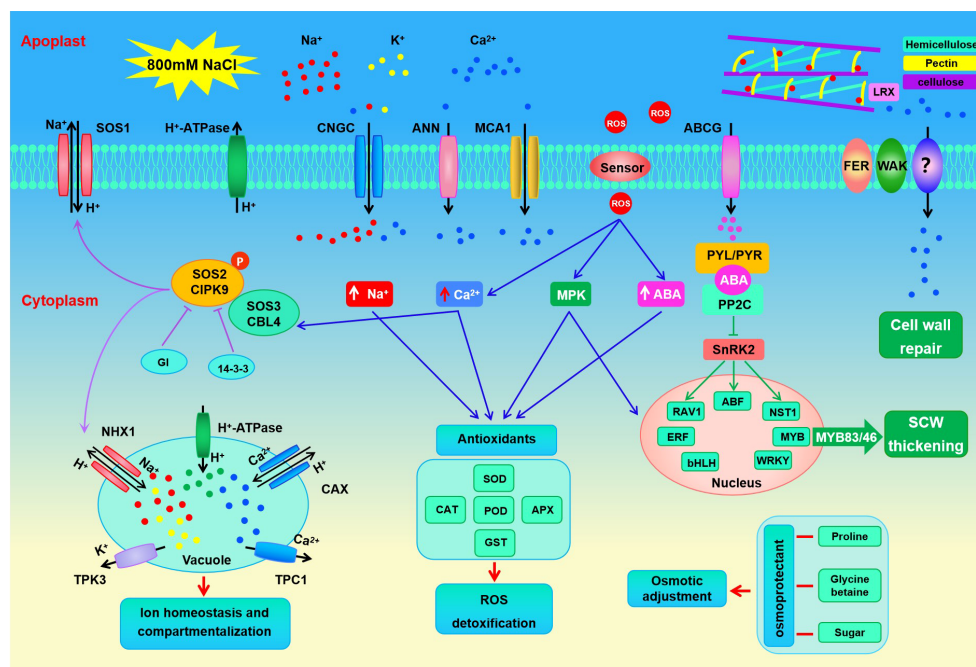 Apoplast
800mM NaCl
Na⁺
K⁺
Ca²⁺
Hemicellulose
Pectin
cellulose
LRX
Na⁺
SOS1
H⁺
H⁺-ATPase
H⁺
CNGC
ANN
MCA1
ROS
ROS
Sensor
ROS
ABCG
FER
WAK
?
P
SOS2
CIPK9
SOS3
CBL4
Cytoplasm
GI
14-3-3
Na⁺
Ca²⁺
MPK
ABA
PYL/PYR
ABA
PP2C
SnRK2
Cell wall
repair
RAV1
ABF
NST1
ERF
MYB
bHLH
WRKY
Nucleus
MYB83/46
SCW
thickening
NHX1
H⁺
Na⁺
H⁺-ATPase
H⁺
Ca²⁺
H⁺
CAX
K⁺
TPK3
Vacuole
Ca²⁺
TPC1
Ion homeostasis and
compartmentalization
Antioxidants
SOD
CAT
POD
APX
GST
ROS
detoxification
Osmotic
adjustment
osmoprotectant
Proline
Glycine
betaine
Sugar